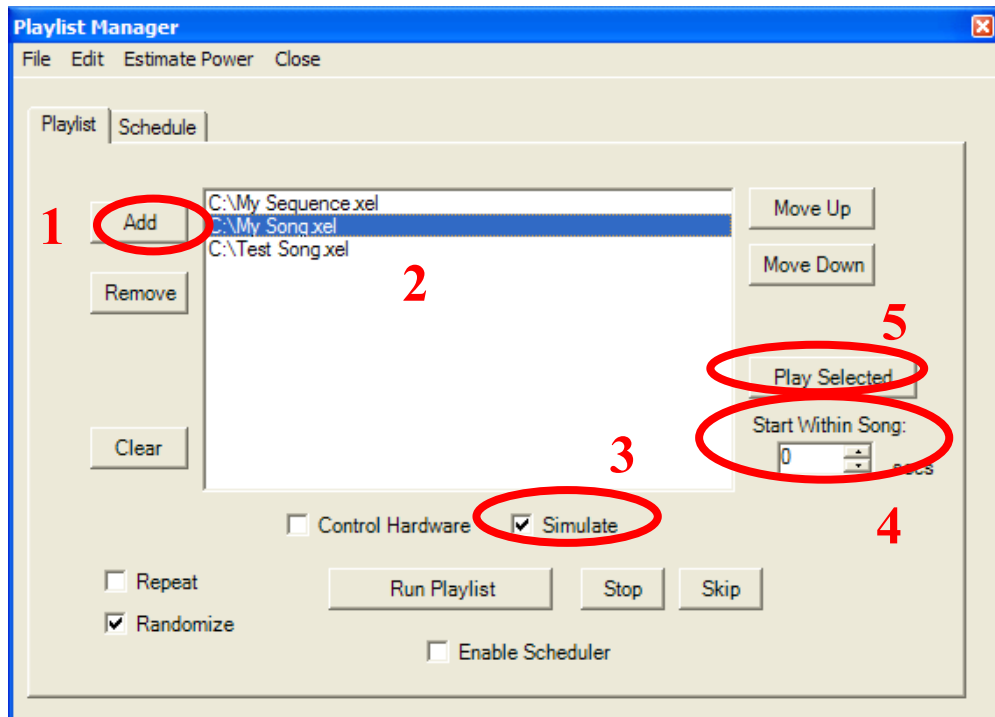 Playlist Manager
File Edit Estimate Power Close
Playlist Schedule
1
Add
Remove
Clear
C:\My Sequence.xel
C:\My Song.xel
C:\Test Song.xel
2
Move Up
Move Down
5
Play Selected
Start Within Song:
0 secs
4
3
Control Hardware Simulate
Repeat
Randomize
Run Playlist Stop Skip
Enable Scheduler